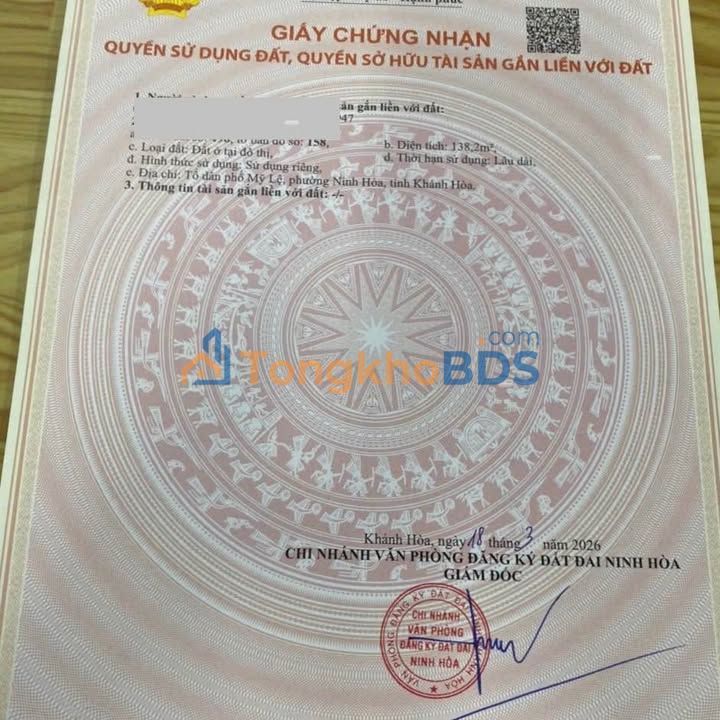 GIẤY CHỨNG NHẬN
QUYỀN SỬ DỤNG ĐẤT, QUYỀN SỞ HỮU TÀI SẢN GẮN LIỀN VỚI ĐẤT
sản gắn liền với đất:
047
số: 158,
b. Diện tích: 138,2m²,
c. Loại đất: Đất ở tại đô thị,
d. Thời hạn sử dụng: Lâu dài,
đ. Hình thức sử dụng: Sử dụng riêng,
e. Địa chỉ: Tổ dân phố Mỹ Lệ, phường Ninh Hòa, tỉnh Khánh Hòa.
3. Thông tin tài sản gắn liền với đất: -/-
TongkhoBDS.com
Khánh Hòa, ngày 18 tháng 3 năm 2026
CHI NHÁNH VĂN PHÒNG ĐĂNG KÝ ĐẤT ĐAI NINH HÒA
GIÁM ĐỐC
CHI NHÁNH
VĂN PHÒNG
ĐĂNG KÝ ĐẤT ĐAI
NINH HÒA